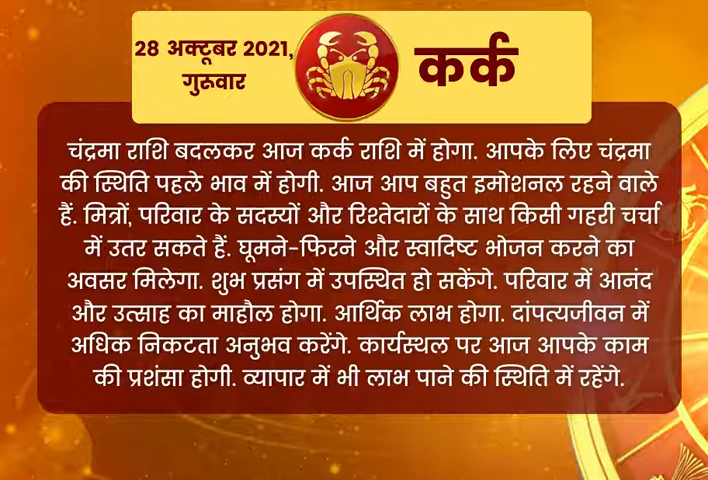 28 अक्टूबर 2021,
गुरूवार
कर्क
चंद्रमा राशि बदलकर आज कर्क राशि में होगा. आपके लिए चंद्रमा
की स्थिति पहले भाव में होगी. आज आप बहुत इमोशनल रहने वाले
हैं. मित्रों, परिवार के सदस्यों और रिश्तेदारों के साथ किसी गहरी चर्चा
में उतर सकते हैं. घूमने-फिरने और स्वादिष्ट भोजन करने का
अवसर मिलेगा. शुभ प्रसंग में उपस्थित हो सकेंगे. परिवार में आनंद
और उत्साह का माहौल होगा. आर्थिक लाभ होगा. दांपत्यजीवन में
अधिक निकटता अनुभव करेंगे. कार्यस्थल पर आज आपके काम
की प्रशंसा होगी. व्यापार में भी लाभ पाने की स्थिति में रहेंगे.